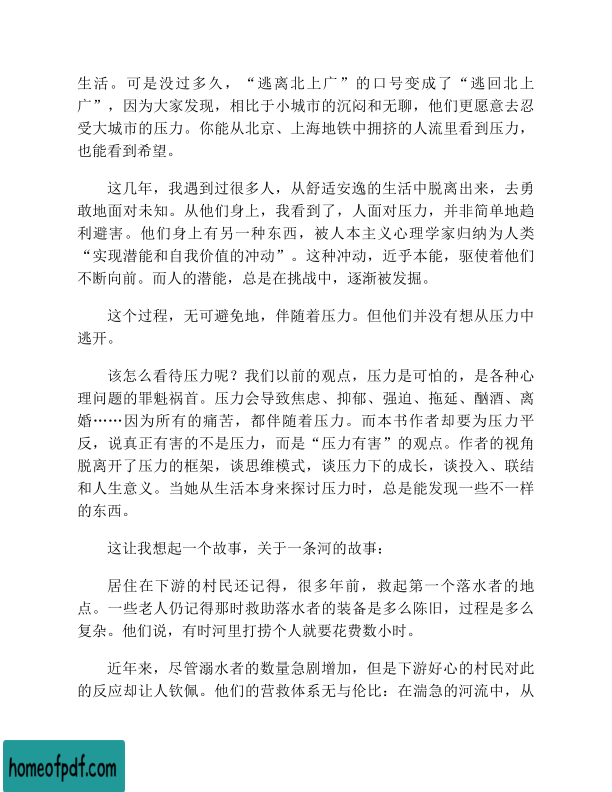 生活。可是没过多久，“逃离北上广”的口号变成了“逃回北上
广”，因为大家发现，相比于小城市的沉闷和无聊，他们更愿意去忍
受大城市的压力。你能从北京、上海地铁中拥挤的人流里看到压力，
也能看到希望。
这几年，我遇到过很多人，从舒适安逸的生活中脱离出来，去勇
敢地面对未知。从他们身上，我看到了，人面对压力，并非简单地趋
利避害。他们身上有另一种东西，被人本主义心理学家归纳为人类
“实现潜能和自我价值的冲动”。这种冲动，近乎本能，驱使着他们
不断向前。而人的潜能，总是在挑战中，逐渐被发掘。
这个过程，无可避免地，伴随着压力。但他们并没有想从压力中
逃开。
该怎么看待压力呢？我们以前的观点，压力是可怕的，是各种心
理问题的罪魁祸首。压力会导致焦虑、抑郁、强迫、拖延、酗酒、离
婚……因为所有的痛苦，都伴随着压力。而本书作者却要为压力平
反，说真正有害的不是压力，而是“压力有害”的观点。作者的视角
脱离开了压力的框架，谈思维模式，谈压力下的成长，谈投入、联结
和人生意义。当她从生活本身来探讨压力时，总是能发现一些不一样
的东西。
这让我想起一个故事，关于一条河的故事：
居住在下游的村民还记得，很多年前，救起第一个落水者的地
点。一些老人仍记得那时救助落水者的装备是多么陈旧，过程是多么
复杂。他们说，有时河里打捞个人就要花费数小时。
近年来，尽管溺水者的数量急剧增加，但是下游好心的村民对此
的反应却让人钦佩。他们的营救体系无与伦比：在湍急的河流中，从
homeofpdf.com